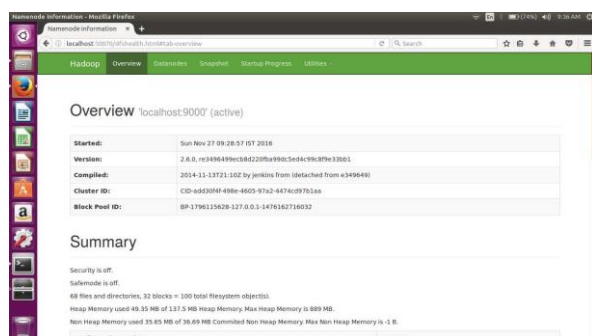 Namenode information - Mozilla Firefox
En
(74%)
9:36 AM
Namenode information
localhost:50070/dfshealth.html#tab-overview
Search
Hadoop Overview Datanodes Snapshot Startup Progress Utilities
Overview 'localhost:9000' (active)
Started: Sun Nov 27 09:28:57 IST 2016
Version: 2.6.0, re3496499ecb8d220fba99dc5ed4c99c8f9e33bb1
Compiled: 2014-11-13T21:10Z by jenkins from (detached from e349649)
Cluster ID: CID-add30f4f-498e-4605-97a2-6474cd97b1aa
Block Pool ID: BP-1796115628-127.0.0.1-1476162716032
Summary
Security is off.
Safemode is off.
68 files and directories, 32 blocks = 100 total filesystem object(s).
Heap Memory used 49.35 MB of 137.5 MB Heap Memory. Max Heap Memory is 889 MB.
Non Heap Memory used 35.65 MB of 36.69 MB Commited Non Heap Memory. Max Non Heap Memory is -1 B.